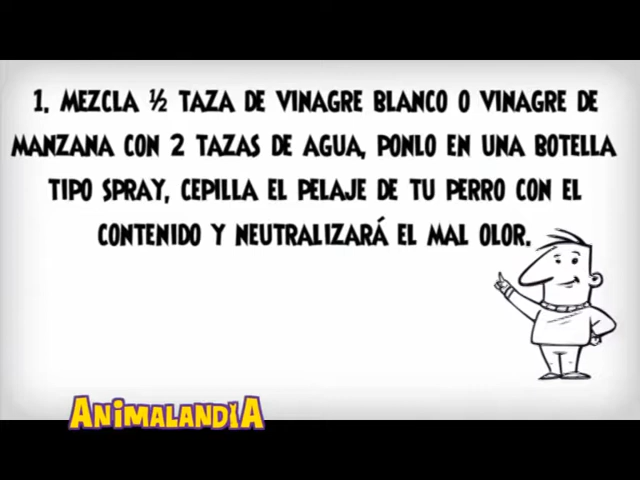 1. MEZCLA ½ TAZA DE VINAGRE BLANCO O VINAGRE DE
MANZANA CON 2 TAZAS DE AGUA, PONLO EN UNA BOTELLA
TIPO SPRAY, CEPILLA EL PELAJE DE TU PERRO CON EL
CONTENIDO Y NEUTRALIZARÁ EL MAL OLOR.
ANiMALANDiA